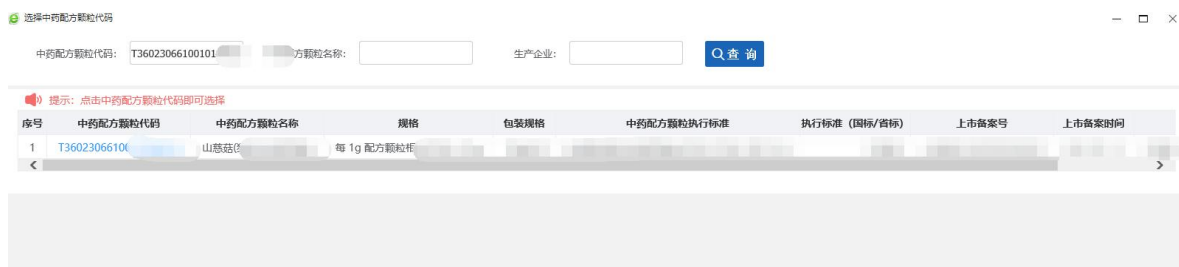 选择中药配方颗粒代码
中药配方颗粒代码: T36023066100101 方颗粒名称: 生产企业: 查 询
提示: 点击中药配方颗粒代码即可选择
序号 中药配方颗粒代码 中药配方颗粒名称 规格 包装规格 中药配方颗粒执行标准 执行标准 (国标/省标) 上市备案号 上市备案时间
1 T3602306610 山慈菇( 每 1g 配方颗粒相